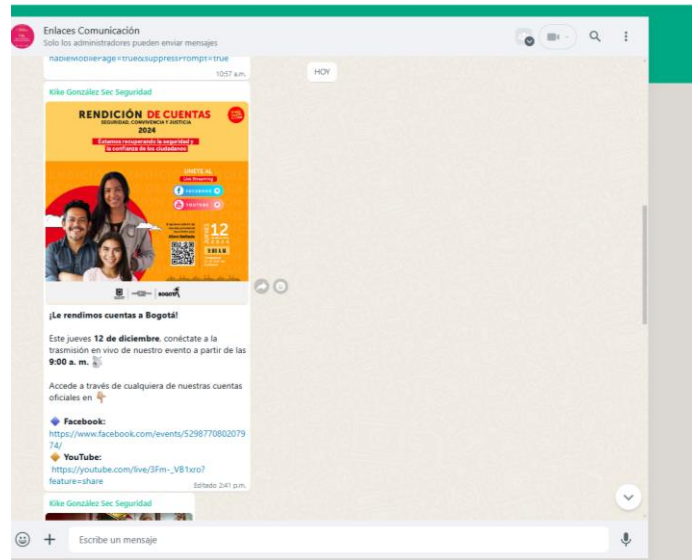 Enlaces Comunicación
Solo los administradores pueden enviar mensajes
nableMobilePage=true&suppressPrompt=true
10:57 a.m.
HOY
Kike González Sec Seguridad
RENDICIÓN DE CUENTAS
SEGURIDAD, CONVIVENCIA Y JUSTICIA
2024
Estamos recuperando la seguridad y
la confianza de los ciudadanos
ÚNETE AL
Live Streaming
FACEBOOK
YOUTUBE
JUEVES
12
9:00 A.M.
BOGOTÁ
¡Le rendimos cuentas a Bogotá!
Este jueves 12 de diciembre, conéctate a la
trasmisión en vivo de nuestro evento a partir de las
9:00 a. m.
Accede a través de cualquiera de nuestras cuentas
oficiales en
Facebook:
https://www.facebook.com/events/5298770802079
74/
YouTube:
https://youtube.com/live/3Fm-_VB1xro?
feature=share
Editado 2:41 p.m.
Kike González Sec Seguridad
Escribe un mensaje